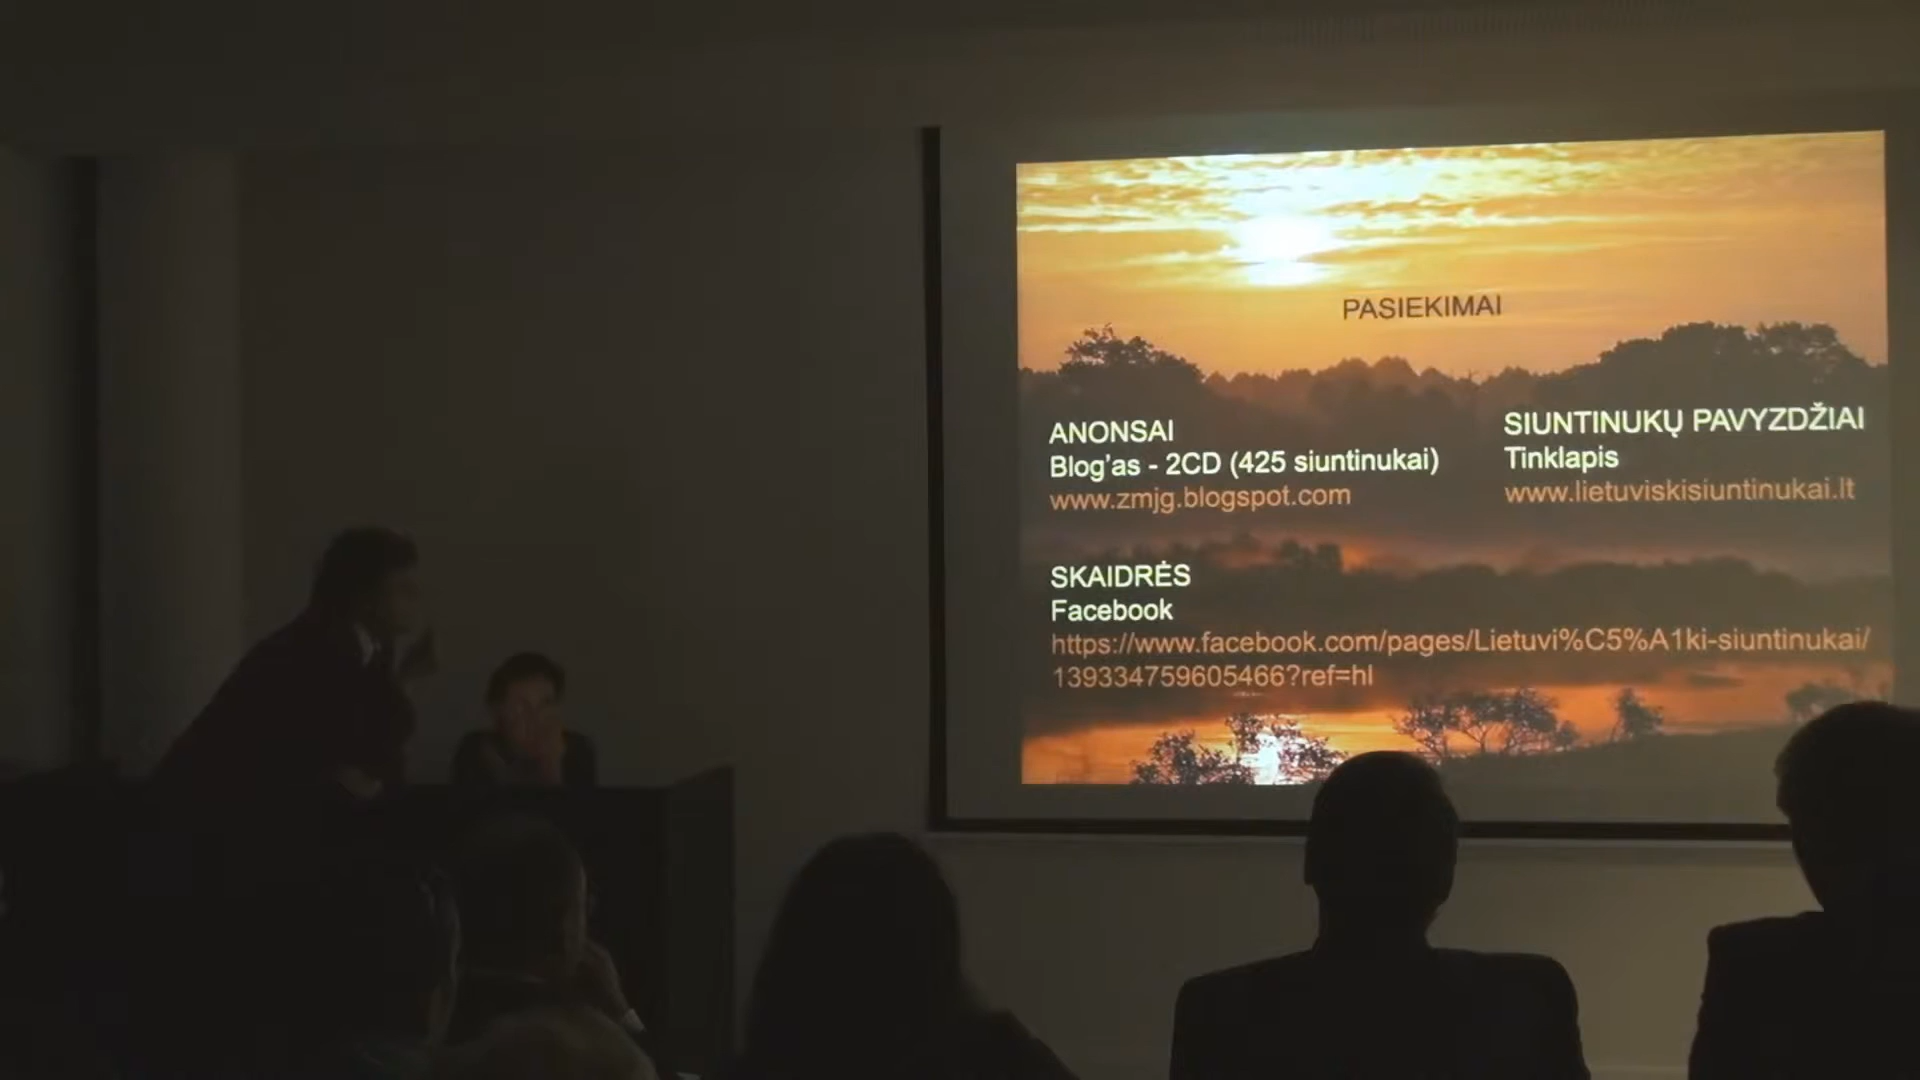 PASIEKIMAI
ANONSAI
Blog'as - 2CD (425 siuntinukai)
www.zmjg.blogspot.com
SIUNTINUKŲ PAVYZDŽIAI
Tinklapis
www.lietuviskisiuntinukai.lt
SKAIDRĖS
Facebook
https://www.facebook.com/pages/Lietuvi%C5%A1ki-siuntinukai/
139334759605466?ref=hl